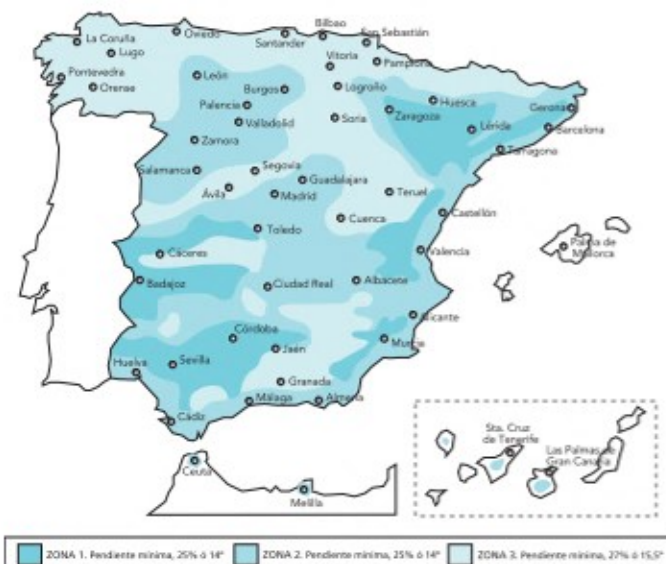 Bilbao
La Coruña
Oviedo
Santander
San Sebastián
Lugo
Vitoria
Pamplona
Pontevedra
León
Orense
Burgos
Logroño
Palencia
Huesca
Gerona
Valladolid
Soria
Zaragoza
Lérida
Barcelona
Zamora
Tarragona
Salamanca
Segovia
Guadalajara
Ávila
Madrid
Teruel
Castellón
Cuenca
Toledo
Palma de
Mallorca
Cáceres
Valencia
Badajoz
Ciudad Real
Albacete
Alicante
Córdoba
Murcia
Jaén
Huelva
Sevilla
Granada
Málaga
Almería
Cádiz
Sta. Cruz
de Tenerife
Las Palmas de
Gran Canaria
Ceuta
Melilla
ZONA 1. Pendiente mínima, 25% ó 14°
ZONA 2. Pendiente mínima, 25% ó 14°
ZONA 3. Pendiente mínima, 27% ó 15,5°